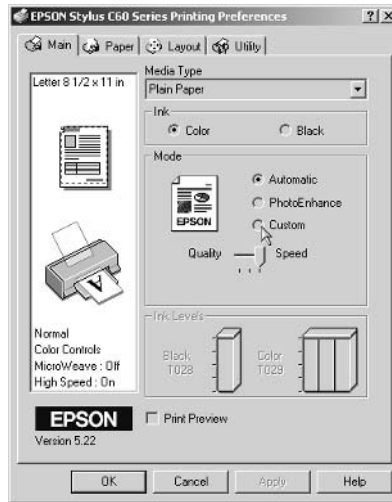 EPSON Stylus C60 Series Printing Preferences
Main Paper Layout Utility
Letter 8 1/2 x 11 in
Media Type
Plain Paper
Ink
Color Black
Mode
Automatic
PhotoEnhance
Custom
EPSON
Quality Speed
A
Normal
Color Controls
MicroWeave : Off
High Speed : On
Ink Levels
Black
T028
Color
T029
EPSON
Version 5.22
Print Preview
OK Cancel Apply Help